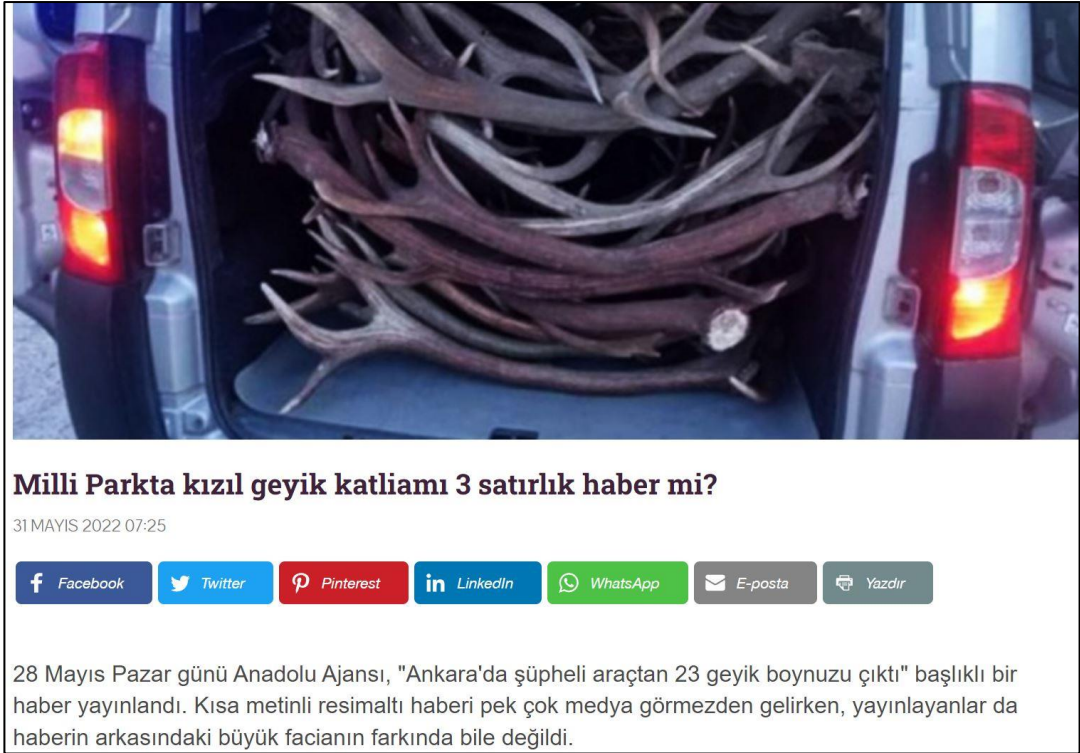 Milli Parkta kızıl geyik katliamı 3 satırlık haber mi?
31 MAYIS 2022 07:25
Facebook Twitter Pinterest LinkedIn WhatsApp E-posta Yazdır
28 Mayıs Pazar günü Anadolu Ajansı, "Ankara'da şüpheli araçtan 23 geyik boynuzu çıktı" başlıklı bir
haber yayınlandı. Kısa metinli resimaltı haberi pek çok medya görmezden gelirken, yayınlayanlar da
haberin arkasındaki büyük facianın farkında bile değildi.